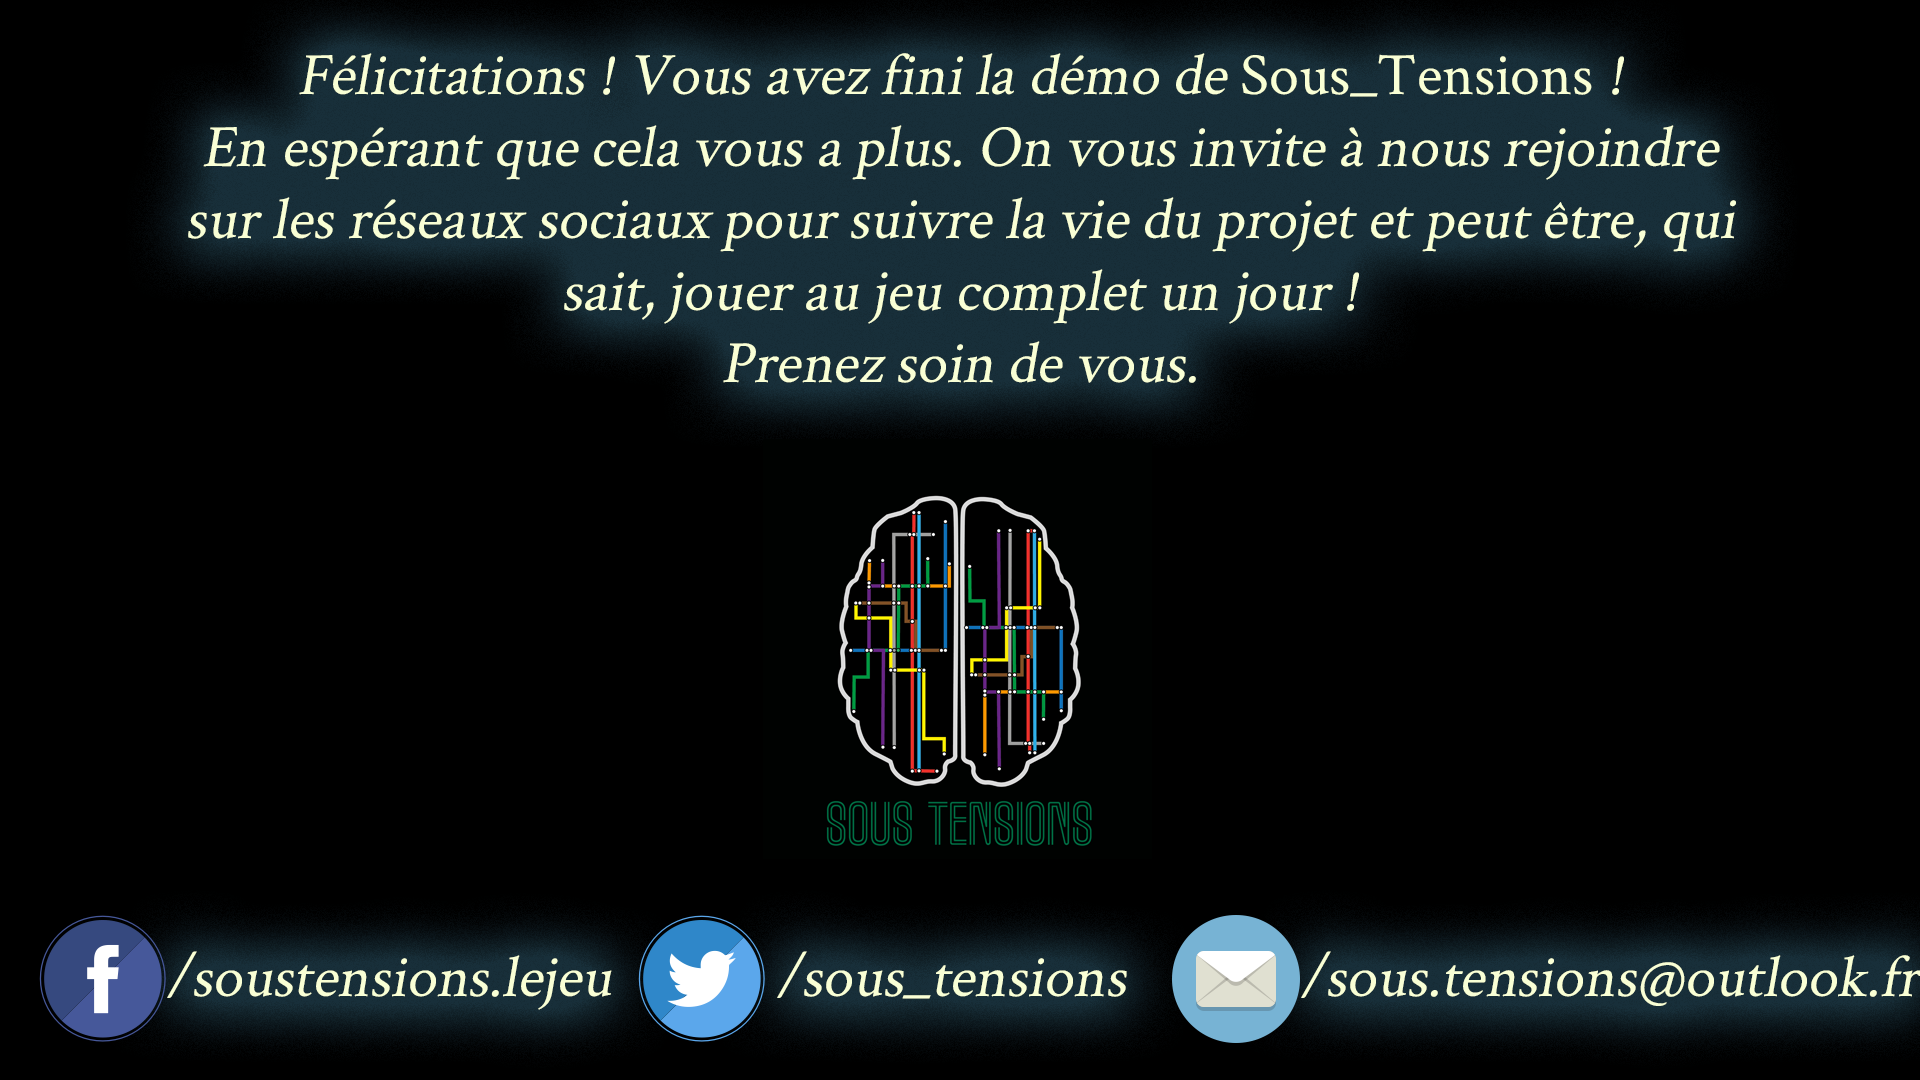 Félicitations ! Vous avez fini la démo de Sous_Tensions !
En espérant que cela vous a plus. On vous invite à nous rejoindre
sur les réseaux sociaux pour suivre la vie du projet et peut être, qui
sait, jouer au jeu complet un jour !
Prenez soin de vous.
SOUS TENSIONS
/soustensions.lejeu /sous_tensions /sous.tensions@outlook.fr